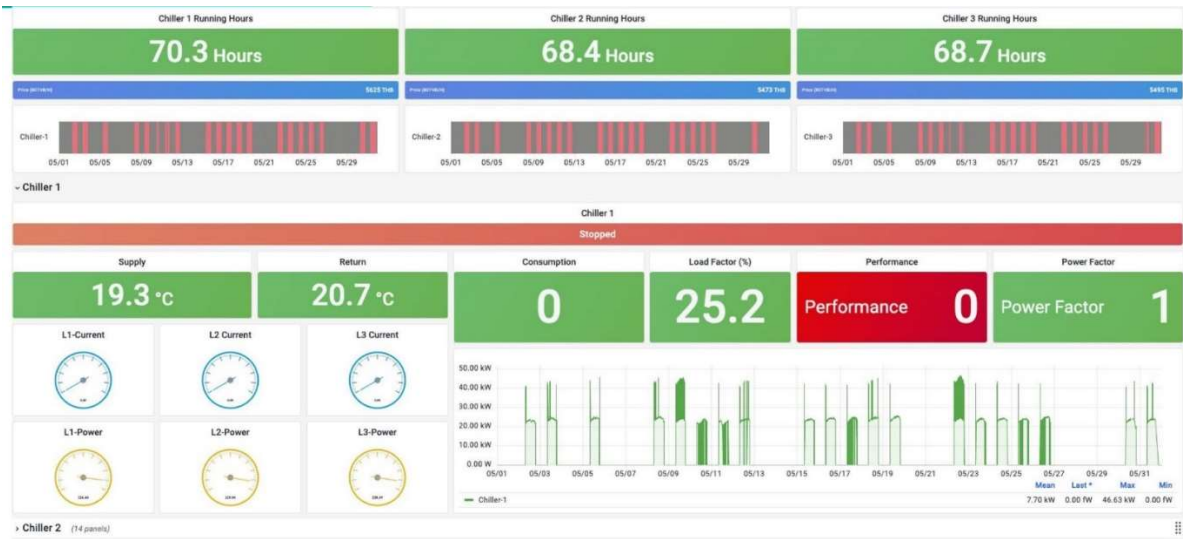 Chiller 1 Running Hours
Chiller 2 Running Hours
Chiller 3 Running Hours
70.3 Hours
68.4 Hours
68.7 Hours
5625 THB
5473 THB
5495 THB
Chiller-1
05/01 05/05 05/09 05/13 05/17 05/21 05/25 05/29
Chiller-2
05/01 05/05 05/09 05/13 05/17 05/21 05/25 05/29
Chiller-3
05/01 05/05 05/09 05/13 05/17 05/21 05/25 05/29
Chiller 1
Chiller 1
Stopped
Supply
Return
Consumption
Load Factor (%)
Performance
Power Factor
19.3 °C
20.7 °C
0
25.2
Performance 0
Power Factor 1
L1-Current
L2 Current
L3 Current
L1-Power
L2-Power
L3-Power
50.00 kW
40.00 kW
30.00 kW
20.00 kW
10.00 kW
0.00 W
05/01 05/03 05/05 05/07 05/09 05/11 05/13 05/15 05/17 05/19 05/21 05/23 05/25 05/27 05/29 05/31
Mean Last * Max Min
Chiller-1 7.70 kW 0.00 fW 46.63 kW 0.00 fW
Chiller 2 (14 panels)